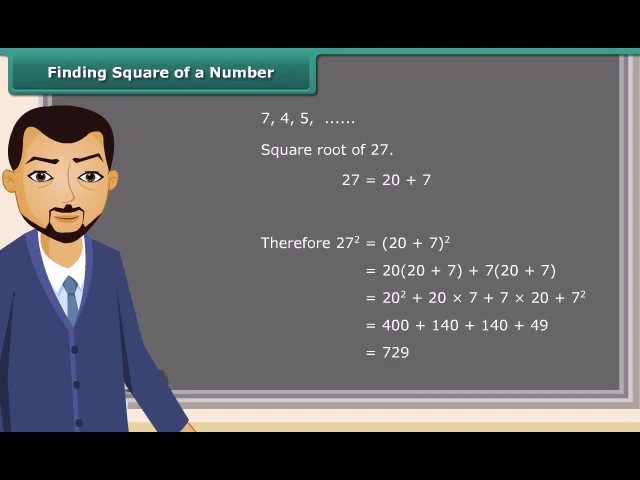 Finding Square of a Number
7, 4, 5, ......
Square root of 27.
27 = 20 + 7
Therefore 27² = (20 + 7)²
= 20(20 + 7) + 7(20 + 7)
= 20² + 20 × 7 + 7 × 20 + 7²
= 400 + 140 + 140 + 49
= 729